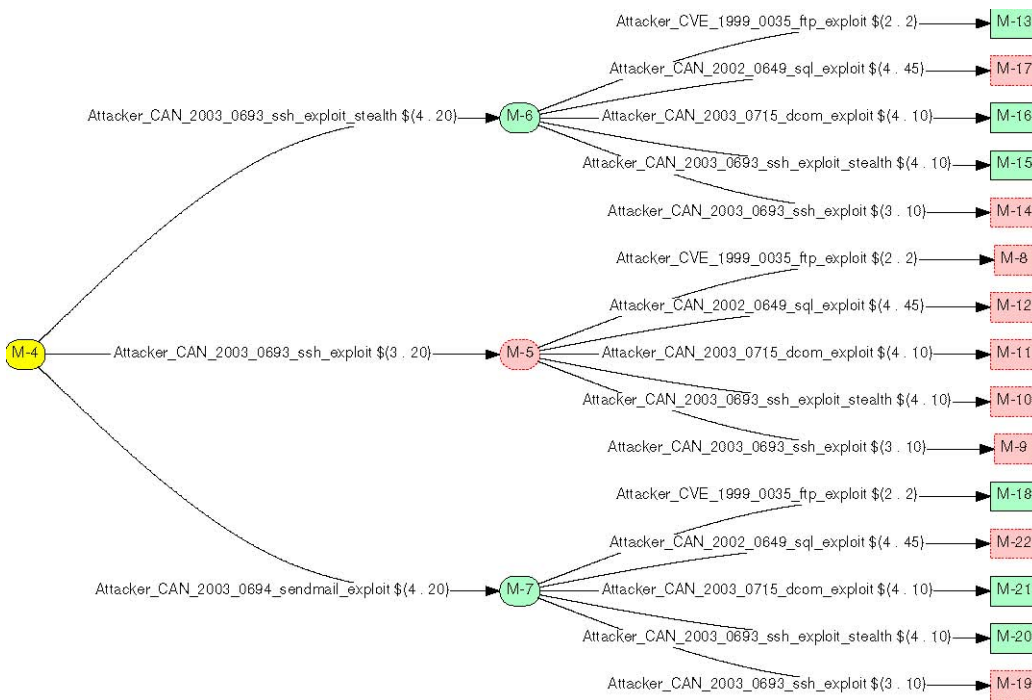 Attacker_CVE_1999_0035_ftp_exploit $(2 . 2) M-13
Attacker_CAN_2002_0649_sql_exploit $(4 . 45) M-17
Attacker_CAN_2003_0693_ssh_exploit_stealth $(4 . 20) M-6 Attacker_CAN_2003_0715_dcom_exploit $(4 . 10) M-16
Attacker_CAN_2003_0693_ssh_exploit_stealth $(4 . 10) M-15
Attacker_CAN_2003_0693_ssh_exploit $(3 . 10) M-14
Attacker_CVE_1999_0035_ftp_exploit $(2 . 2) M-8
Attacker_CAN_2002_0649_sql_exploit $(4 . 45) M-12
M-4 Attacker_CAN_2003_0693_ssh_exploit $(3 . 20) M-5 Attacker_CAN_2003_0715_dcom_exploit $(4 . 10) M-11
Attacker_CAN_2003_0693_ssh_exploit_stealth $(4 . 10) M-10
Attacker_CAN_2003_0693_ssh_exploit $(3 . 10) M-9
Attacker_CVE_1999_0035_ftp_exploit $(2 . 2) M-18
Attacker_CAN_2002_0649_sql_exploit $(4 . 45) M-22
Attacker_CAN_2003_0694_sendmail_exploit $(4 . 20) M-7 Attacker_CAN_2003_0715_dcom_exploit $(4 . 10) M-21
Attacker_CAN_2003_0693_ssh_exploit_stealth $(4 . 10) M-20
Attacker_CAN_2003_0693_ssh_exploit $(3 . 10) M-19